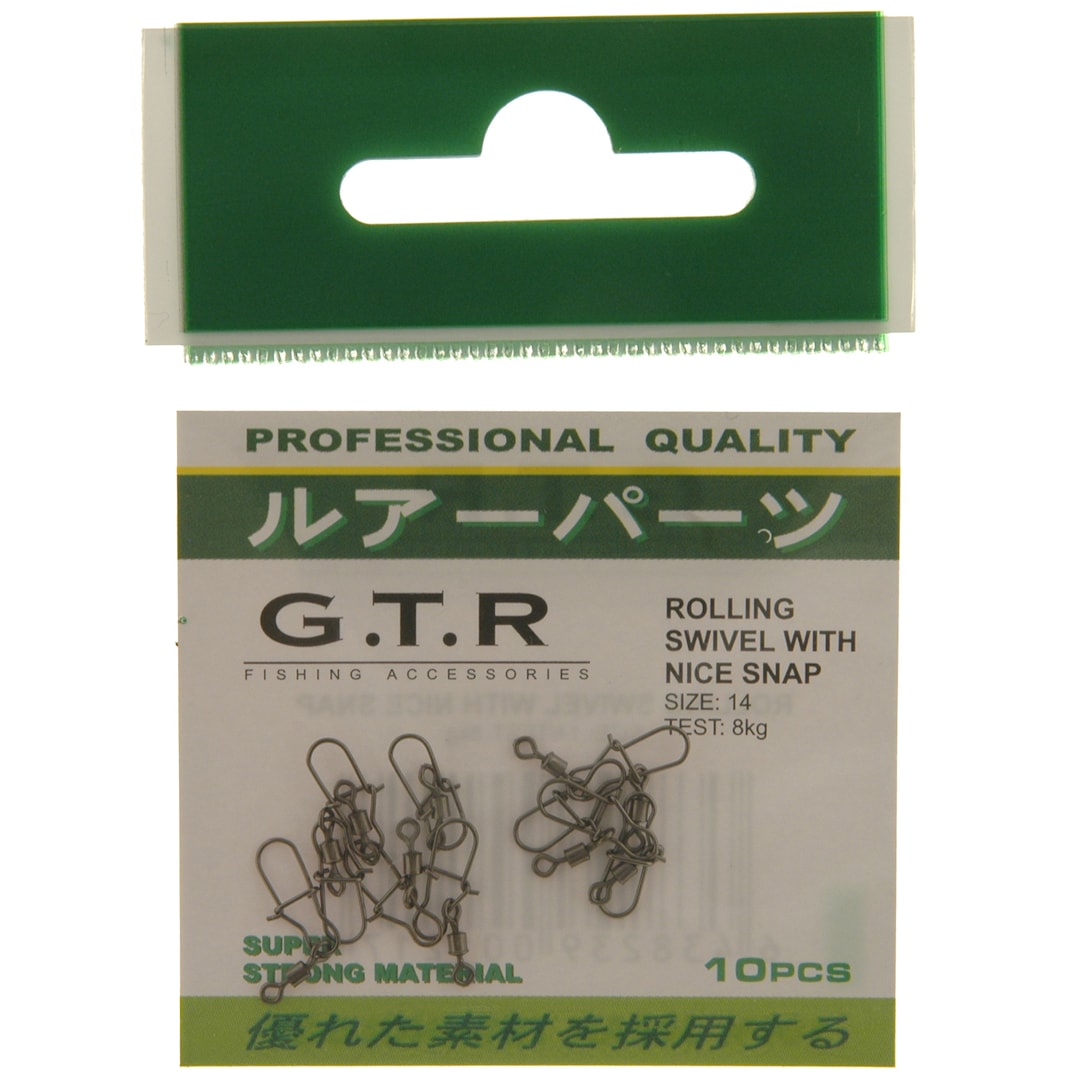 PROFESSIONAL QUALITY
ルアーパーツ
G.T.R
FISHING ACCESSORIES
ROLLING
SWIVEL WITH
NICE SNAP
SIZE: 14
TEST: 8kg
SUPER
STRONG MATERIAL
10PCS
優れた素材を採用する